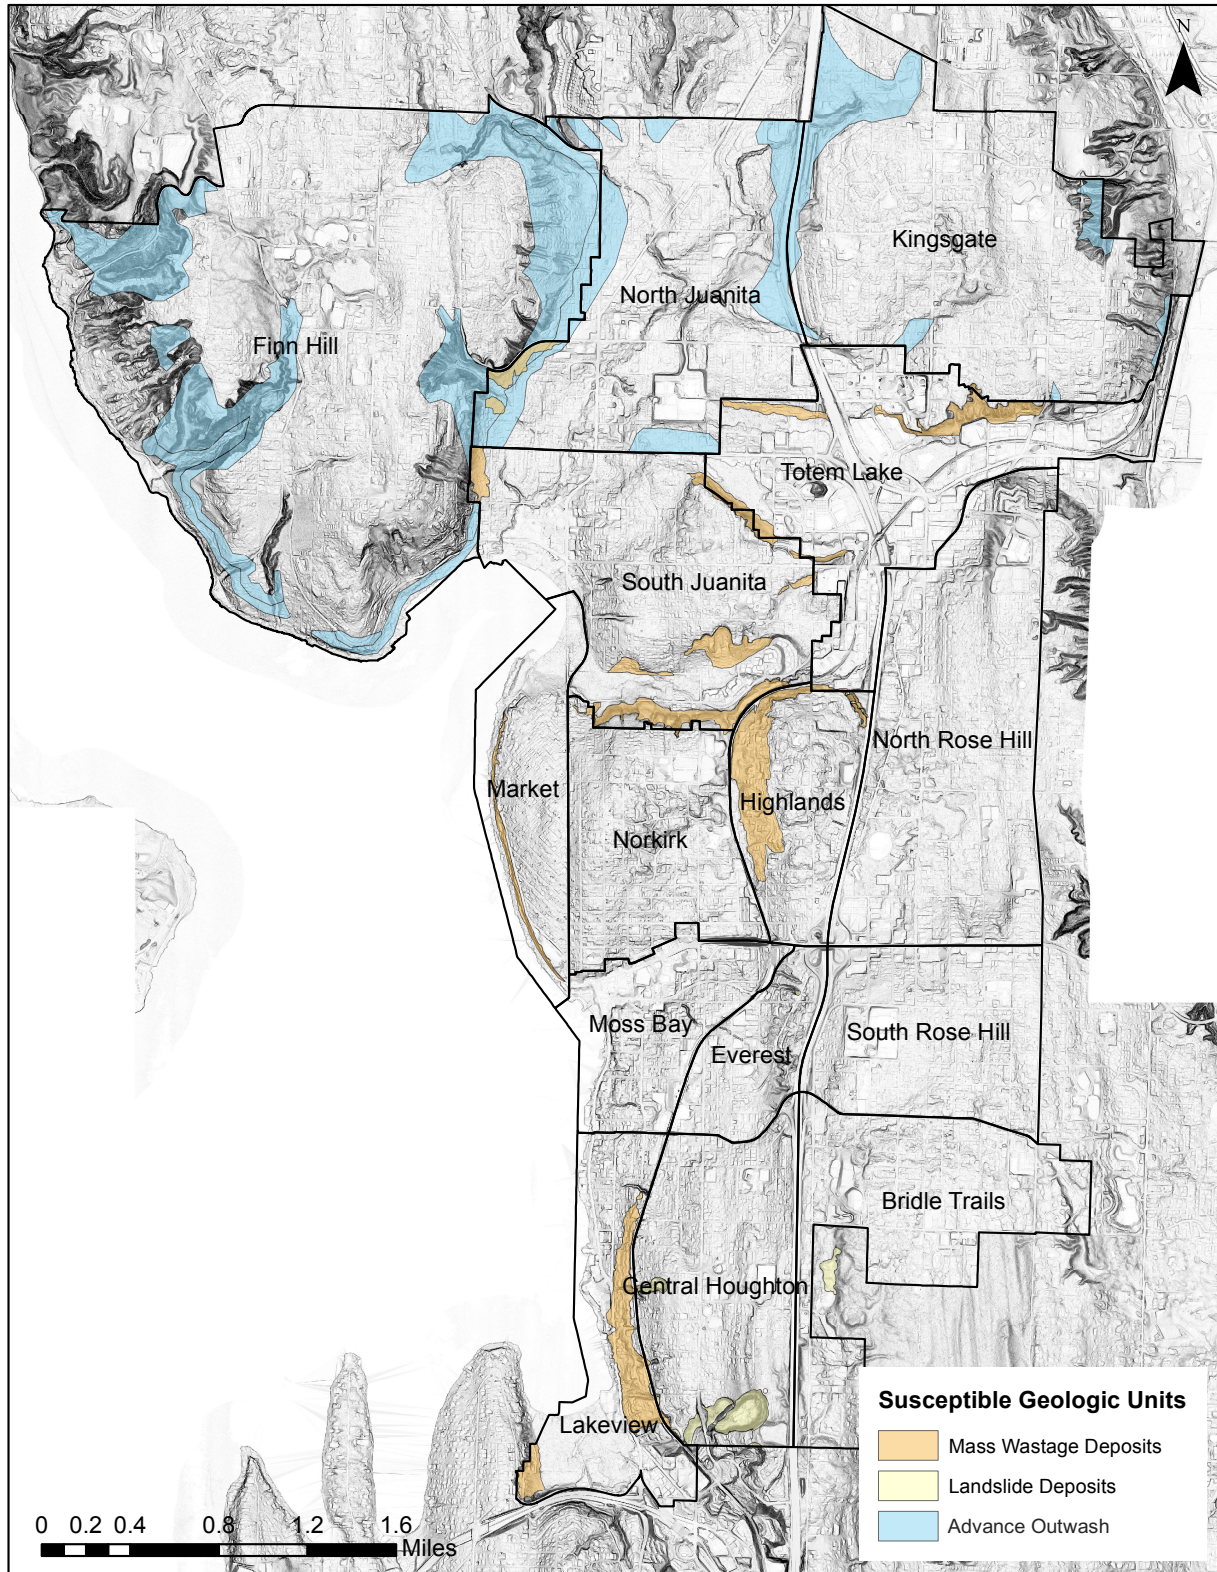 N
Kingsgate
North Juanita
Finn Hill
Totem Lake
South Juanita
North Rose Hill
Market
Highlands
Norkirk
Moss Bay
South Rose Hill
Everest
Bridle Trails
Central Houghton
Lakeview
Susceptible Geologic Units
Mass Wastage Deposits
Landslide Deposits
Advance Outwash
0 0.2 0.4 0.8 1.2 1.6
Miles